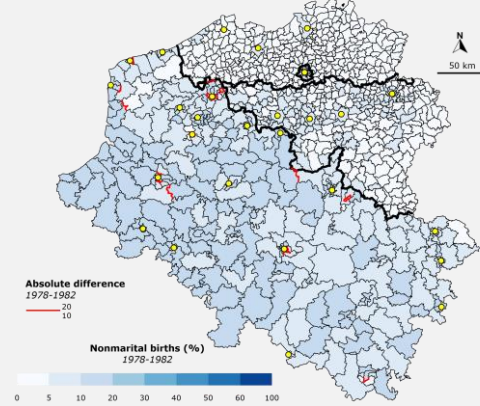 N
50 km
Absolute difference
1978-1982
20
10
Nonmarital births (%)
1978-1982
0 5 10 20 30 40 50 60 100